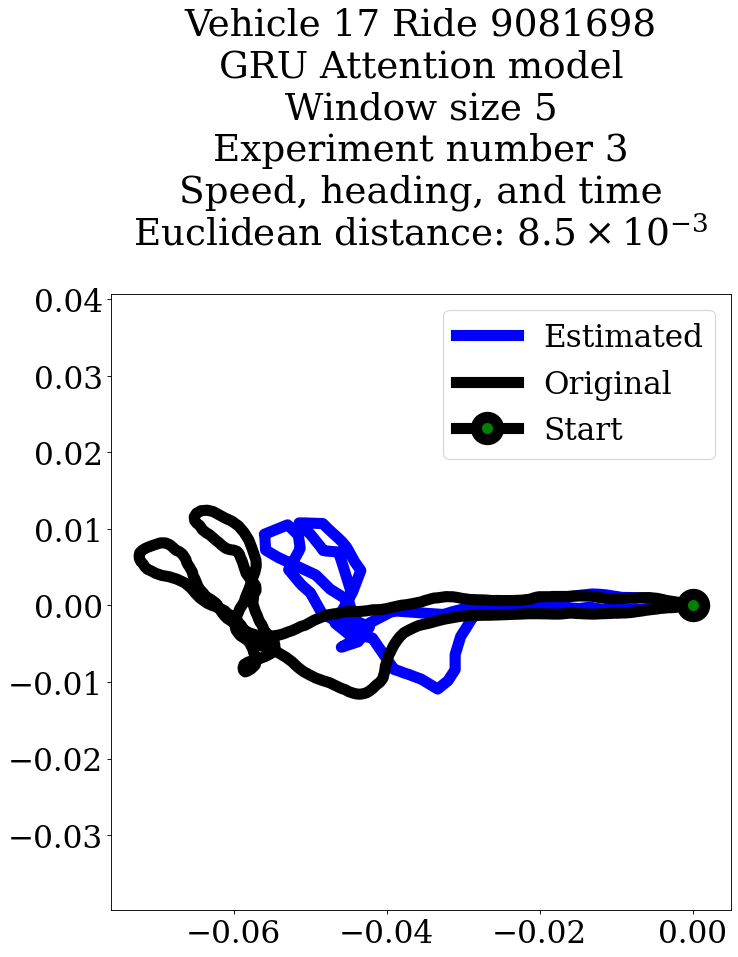 Vehicle 17 Ride 9081698
GRU Attention model
Window size 5
Experiment number 3
Speed, heading, and time
Euclidean distance: 8.5 × 10⁻³
Estimated
Original
Start
0.04
0.03
0.02
0.01
0.00
−0.01
−0.02
−0.03
−0.06
−0.04
−0.02
0.00